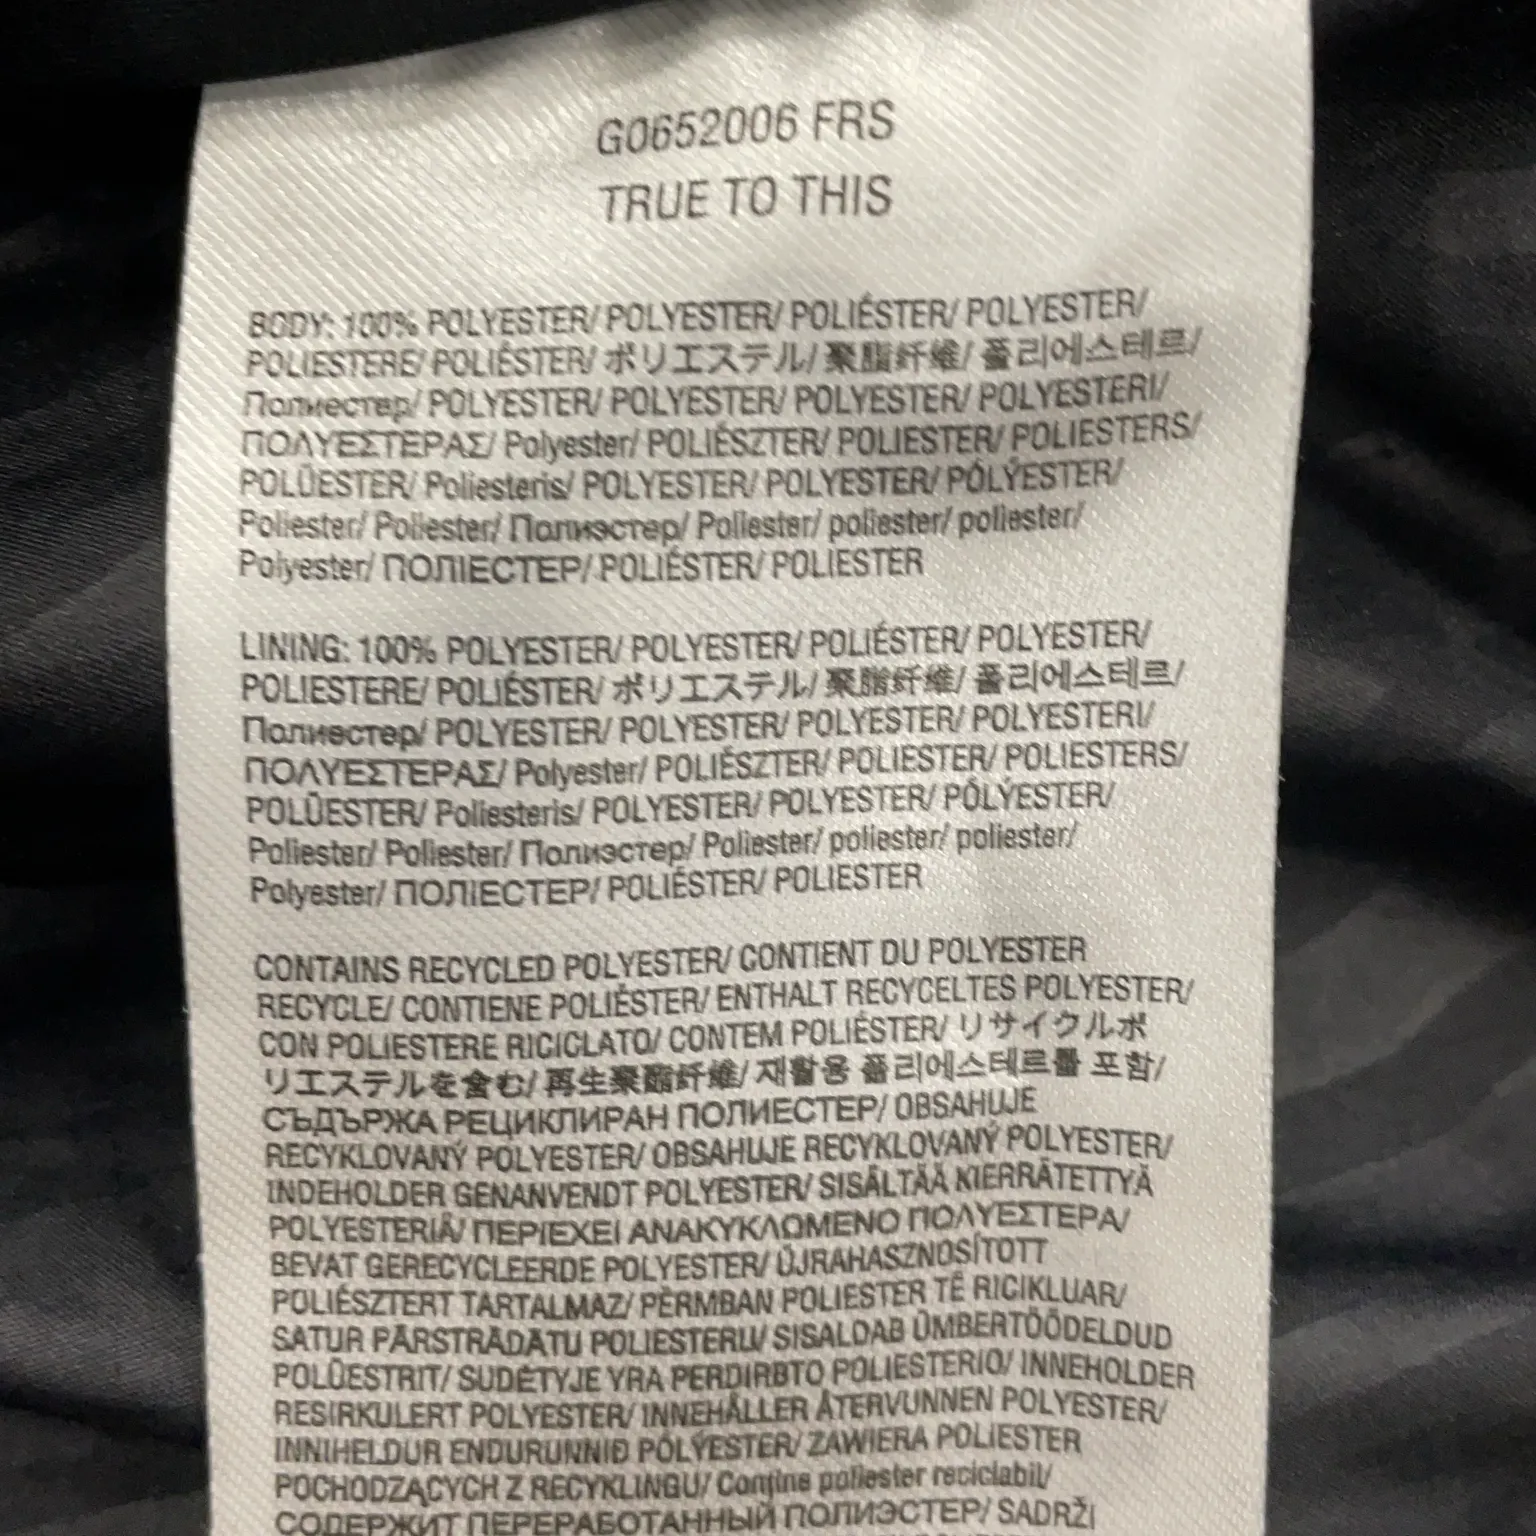 G0652006 FRS
TRUE TO THIS
BODY: 100% POLYESTER/ POLYESTER/ POLIÉSTER/ POLYESTER/
POLIESTERE/ POLIÉSTER/ ポリエステル/ 聚脂纤维/ 폴리에스테르/
Полиестер/ POLYESTER/ POLYESTER/ POLYESTER/ POLYESTERI/
ΠΟΛΥΕΣΤΕΡΑΣ/ Polyester/ POLIÉSZTER/ POLIESTER/ POLIESTERS/
POLÜESTER/ Poliesteris/ POLYESTER/ POLYESTER/ PÓLÝESTER/
Poliester/ Poliester/ Полиэстер/ Poliester/ poliester/ poliester/
Polyester/ ПОЛІЕСТЕР/ POLIÉSTER/ POLIESTER
LINING: 100% POLYESTER/ POLYESTER/ POLIÉSTER/ POLYESTER/
POLIESTERE/ POLIÉSTER/ ポリエステル/ 聚脂纤维/ 폴리에스테르/
Полиестер/ POLYESTER/ POLYESTER/ POLYESTER/ POLYESTERI/
ΠΟΛΥΕΣΤΕΡΑΣ/ Polyester/ POLIÉSZTER/ POLIESTER/ POLIESTERS/
POLÜESTER/ Poliesteris/ POLYESTER/ POLYESTER/ PÓLÝESTER/
Poliester/ Poliester/ Полиэстер/ Poliester/ poliester/ poliester/
Polyester/ ПОЛІЕСТЕР/ POLIÉSTER/ POLIESTER
CONTAINS RECYCLED POLYESTER/ CONTIENT DU POLYESTER
RECYCLE/ CONTIENE POLIÉSTER/ ENTHALT RECYCELTES POLYESTER/
CON POLIESTERE RICICLATO/ CONTEM POLIÉSTER/ リサイクルポ
リエステルを含む/ 再生聚酯纤维/ 재활용 폴리에스테르를 포함/
СЪДЪРЖА РЕЦИКЛИРАН ПОЛИЕСТЕР/ OBSAHUJE
RECYKLOVANÝ POLYESTER/ OBSAHUJE RECYKLOVANÝ POLYESTER/
INDEHOLDER GENANVENDT POLYESTER/ SISÄLTÄÄ KIERRÄTETTYÄ
POLYESTERIÄ/ ΠΕΡΙΕΧΕΙ ΑΝΑΚΥΚΛΩΜΕΝΟ ΠΟΛΥΕΣΤΕΡΑ/
BEVAT GERECYCLEERDE POLYESTER/ ÚJRAHASZNOSÍTOTT
POLIÉSZTERT TARTALMAZ/ PËRMBAN POLIESTER TË RICIKLUAR/
SATUR PĀRSTRĀDĀTU POLIESTERU/ SISALDAB ÜMBERTÖÖDELDUD
POLÜESTRIT/ SUDĖTYJE YRA PERDIRBTO POLIESTERIO/ INNEHOLDER
RESIRKULERT POLYESTER/ INNEHÅLLER ÅTERVUNNEN POLYESTER/
INNIHELDUR ENDURUNNIÐ PÓLÝESTER/ ZAWIERA POLIESTER
POCHODZĄCYCH Z RECYKLINGU/ Conține poliester reciclabil/
СОДЕРЖИТ ПЕРЕРАБОТАННЫЙ ПОЛИЭСТЕР/ SADRŽI